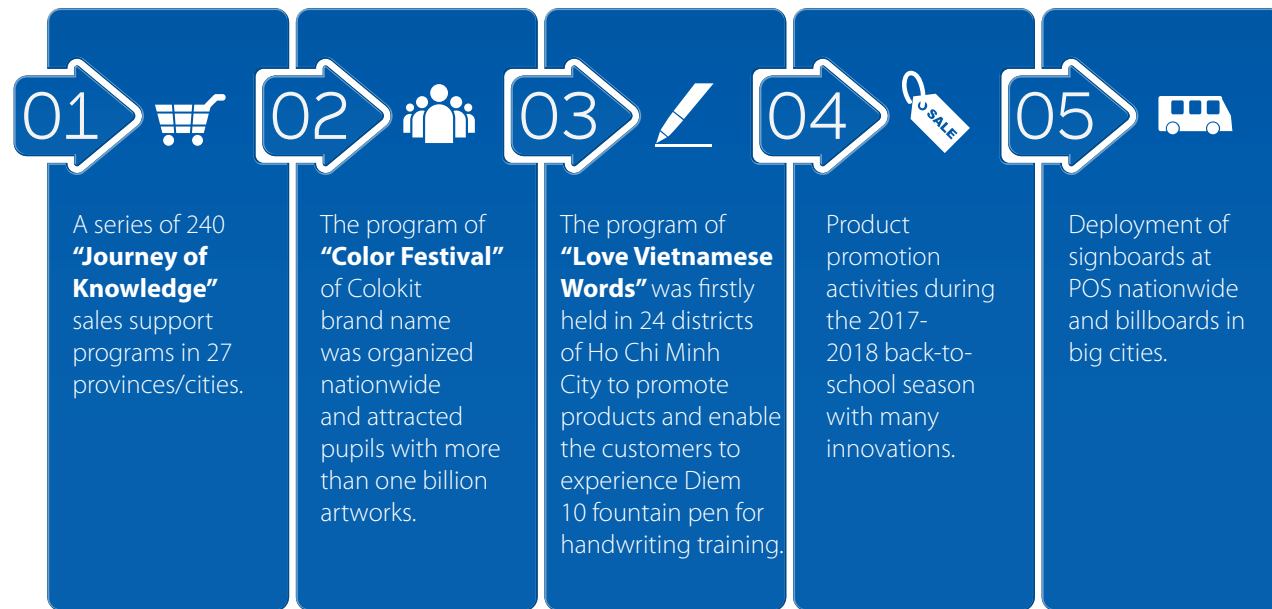 01
A series of 240
“Journey of
Knowledge”
sales support
programs in 27
provinces/cities.
02
The program of
“Color Festival”
of Colokit
brand name
was organized
nationwide
and attracted
pupils with more
than one billion
artworks.
03
The program of
“Love Vietnamese
Words” was firstly
held in 24 districts
of Ho Chi Minh
City to promote
products and enable
the customers to
experience Diem
10 fountain pen for
handwriting training.
04
SALE
Product
promotion
activities during
the 2017-
2018 back-to-
school season
with many
innovations.
05
Deployment of
signboards at
POS nationwide
and billboards in
big cities.